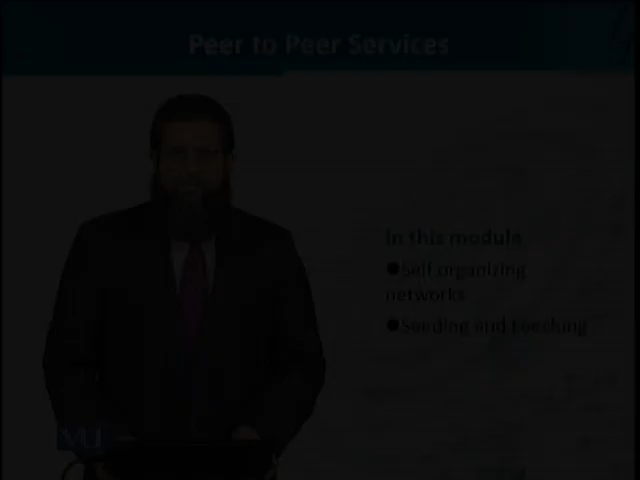 Peer to Peer Services
In this module
●Self organizing
networks
●Seeding and Leeching
VU